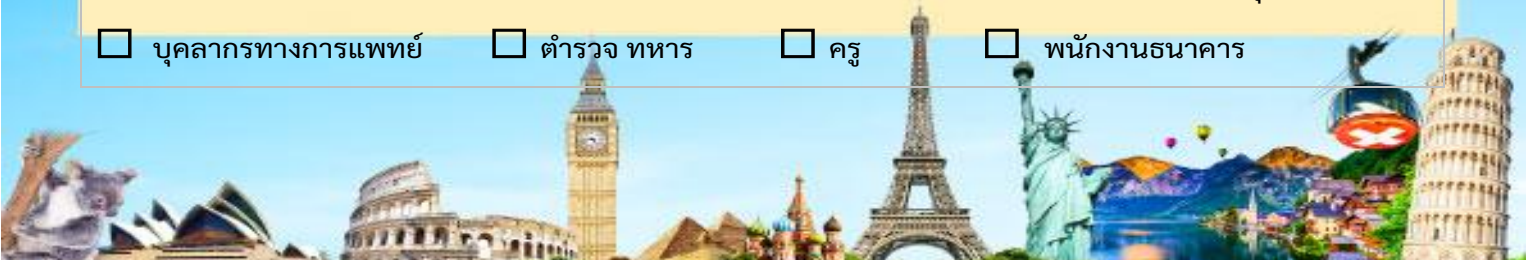 ☐ บุคลากรทางการแพทย์ ☐ ตำรวจ ทหาร ☐ ครู ☐ พนักงานธนาคาร